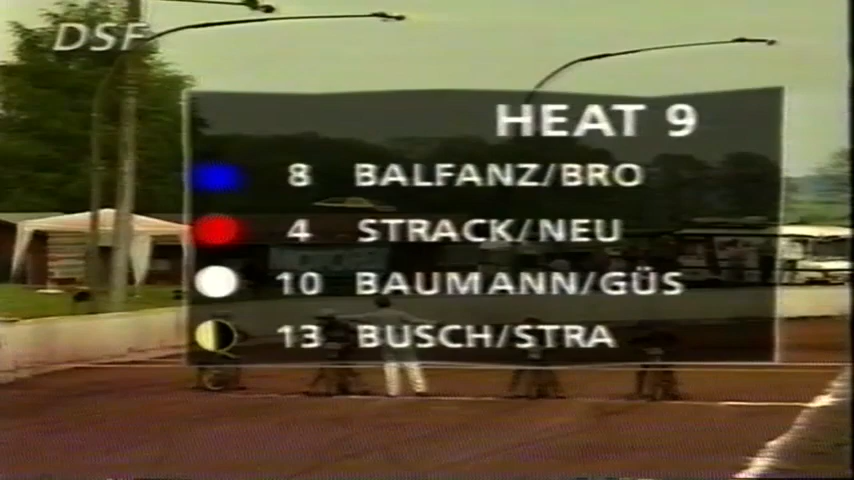 DSF
HEAT 9
8 BALFANZ/BRO
4 STRACK/NEU
10 BAUMANN/GÜS
13 BUSCH/STRA